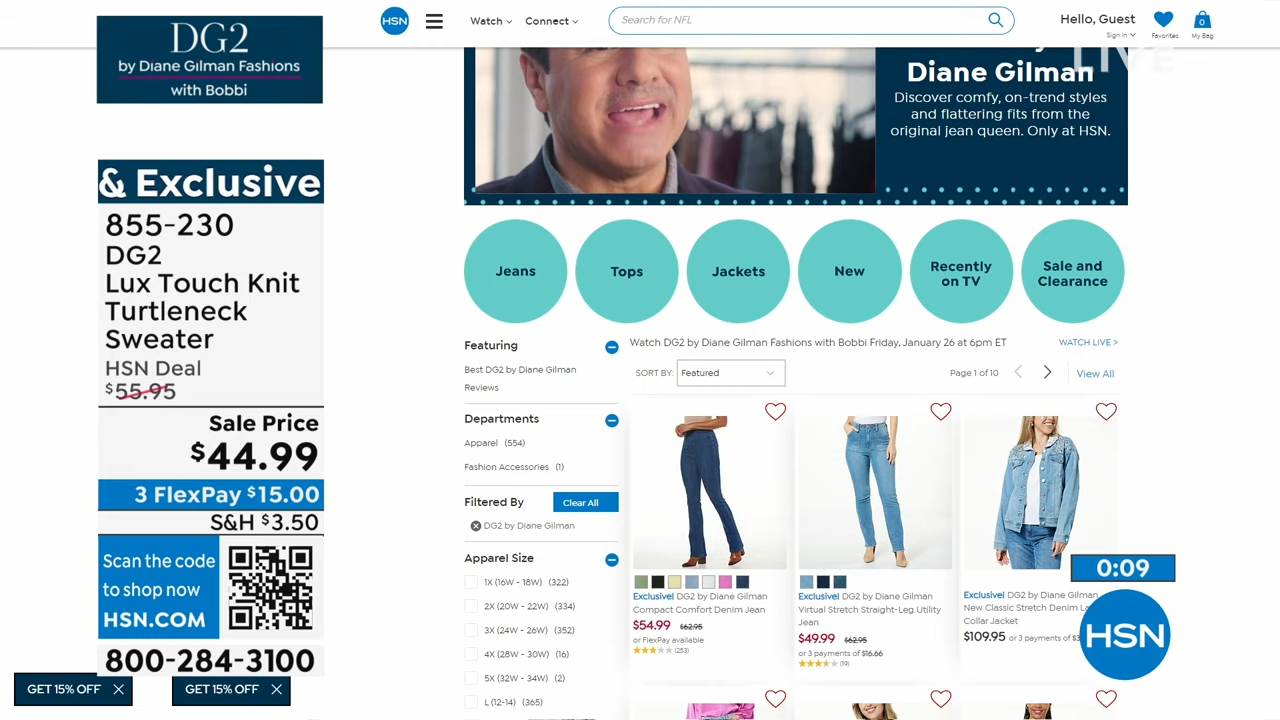 DG2
by Diane Gilman Fashions
with Bobbi
HSN
Watch
Connect
Search for NFL
Hello, Guest
Sign In
Favorites
0
My Bag
LIVE
Diane Gilman
Discover comfy, on-trend styles
and flattering fits from the
original jean queen. Only at HSN.
& Exclusive
855-230
DG2
Lux Touch Knit
Turtleneck
Sweater
HSN Deal
$55.95
Sale Price
$44.99
3 FlexPay $15.00
S&H $3.50
Scan the code
to shop now
HSN.COM
800-284-3100
GET 15% OFF
GET 15% OFF
Jeans
Tops
Jackets
New
Recently
on TV
Sale and
Clearance
Featuring
Best DG2 by Diane Gilman
Reviews
Departments
Apparel (554)
Fashion Accessories (1)
Filtered By
Clear All
DG2 by Diane Gilman
Apparel Size
1X (16W - 18W) (322)
2X (20W - 22W) (334)
3X (24W - 26W) (352)
4X (28W - 30W) (16)
5X (32W - 34W) (2)
L (12-14) (365)
Watch DG2 by Diane Gilman Fashions with Bobbi Friday, January 26 at 6pm ET
WATCH LIVE >
SORT BY:
Featured
Page 1 of 10
View All
Exclusive! DG2 by Diane Gilman
Compact Comfort Denim Jean
$54.99 $62.95
or FlexPay available
(253)
Exclusive! DG2 by Diane Gilman
Virtual Stretch Straight-Leg Utility
Jean
$49.99 $62.95
or 3 payments of $16.66
(19)
Exclusive! DG2 by Diane Gilman
New Classic Stretch Denim
Collar Jacket
$109.95 or 3 payments of
0:09
HSN